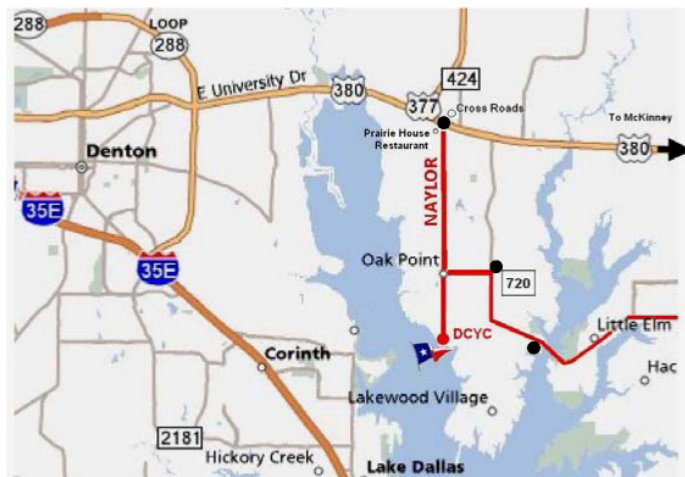 288
LOOP
288
E University Dr
380
424
377
Cross Roads
To McKinney
Prairie House
Restaurant
380
Denton
NAYLOR
35E
35E
Oak Point
720
DCYC
Little Elm
Corinth
Hac
Lakewood Village
2181
Hickory Creek
Lake Dallas